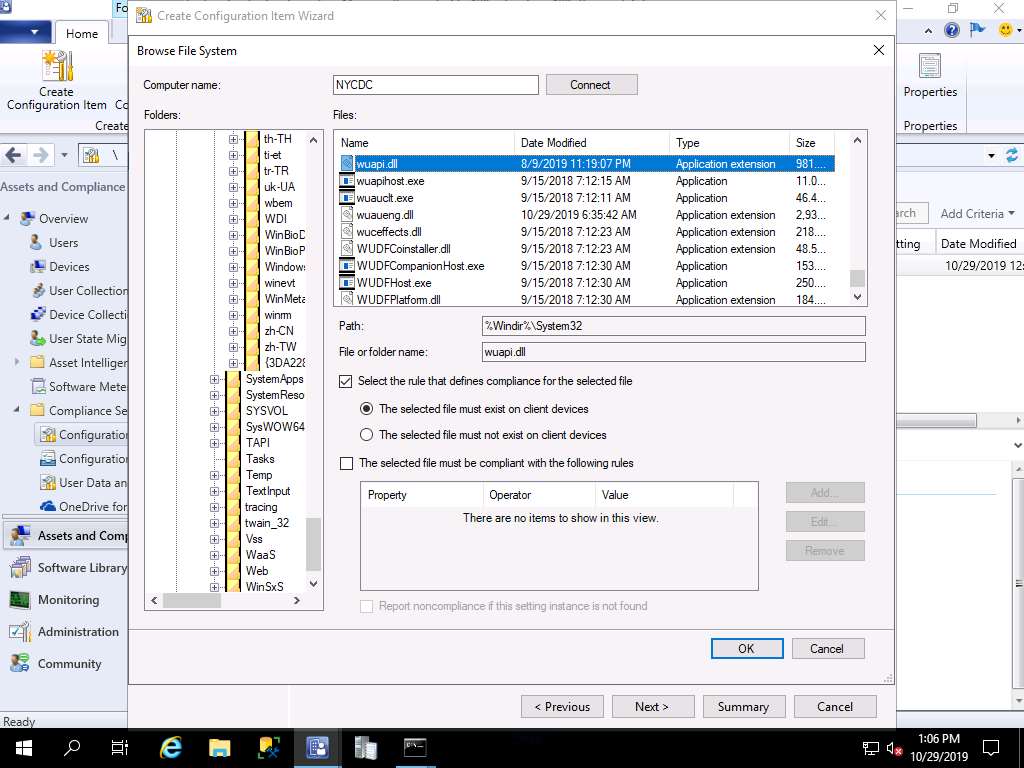 Fo
Create Configuration Item Wizard
Home
Browse File System
Create
Configuration Item
Co
Create
Properties
Properties
Computer name:
NYCDC
Connect
Folders:
Files:
\
Assets and Compliance
Overview
Users
Devices
User Collection
Device Collecti
User State Mig
Asset Intelliger
Software Mete
Compliance Se
Configuratio
Configuratio
User Data an
OneDrive for
Assets and Comp
Software Library
Monitoring
Administration
Community
Ready
th-TH
ti-et
tr-TR
uk-UA
wbem
WDI
WinBioD
WinBioP
Window
winevt
WinMeta
winrm
zh-CN
zh-TW
{3DA228
SystemApps
SystemReso
SYSVOL
SysWOW64
TAPI
Tasks
Temp
TextInput
tracing
twain_32
Vss
WaaS
Web
WinSxS
Name Date Modified Type Size
wuapi.dll 8/9/2019 11:19:07 PM Application extension 981....
wuapihost.exe 9/15/2018 7:12:15 AM Application 11.0...
wuauclt.exe 9/15/2018 7:12:11 AM Application 46.4...
wuaueng.dll 10/29/2019 6:35:42 AM Application extension 2,93...
wuceffects.dll 9/15/2018 7:12:23 AM Application extension 218....
WUDFCoinstaller.dll 9/15/2018 7:12:23 AM Application extension 48.5...
WUDFCompanionHost.exe 9/15/2018 7:12:30 AM Application 153....
WUDFHost.exe 9/15/2018 7:12:30 AM Application 250....
WUDFPlatform.dll 9/15/2018 7:12:30 AM Application extension 184....
Path: %Windir%\System32
File or folder name: wuapi.dll
Select the rule that defines compliance for the selected file
The selected file must exist on client devices
The selected file must not exist on client devices
The selected file must be compliant with the following rules
Property Operator Value
There are no items to show in this view.
Add...
Edit...
Remove
Report noncompliance if this setting instance is not found
OK
Cancel
< Previous
Next >
Summary
Cancel
arch
Add Criteria
tting
Date Modified
10/29/2019 12:
1:06 PM
10/29/2019